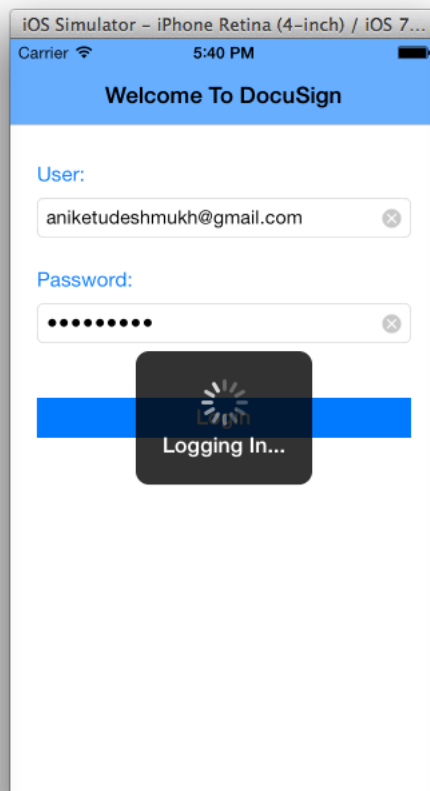 iOS Simulator – iPhone Retina (4-inch) / iOS 7...
Carrier 5:40 PM
Welcome To DocuSign
User:
aniketudeshmukh@gmail.com
Password:
•••••••••
Login
Logging In...